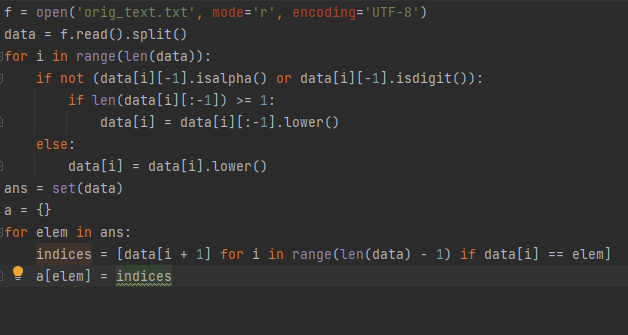 f = open('orig_text.txt', mode='r', encoding='UTF-8')
data = f.read().split()
for i in range(len(data)):
    if not (data[i][-1].isalpha() or data[i][-1].isdigit()):
        if len(data[i][:-1]) >= 1:
            data[i] = data[i][:-1].lower()
    else:
        data[i] = data[i].lower()
ans = set(data)
a = {}
for elem in ans:
    indices = [data[i + 1] for i in range(len(data) - 1) if data[i] == elem]
    a[elem] = indices